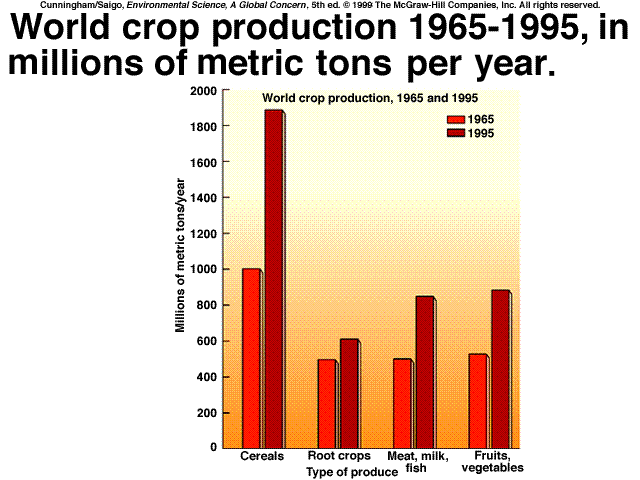 Cunningham/Saigo, Environmental Science, A Global Concern, 5th ed. © 1999 The McGraw-Hill Companies, Inc. All rights reserved.
World crop production 1965-1995, in
millions of metric tons per year.
World crop production, 1965 and 1995
1965
1995
Millions of metric tons/year
2000
1800
1600
1400
1200
1000
800
600
400
200
0
Cereals
Root crops
Meat, milk,
fish
Fruits,
vegetables
Type of produce